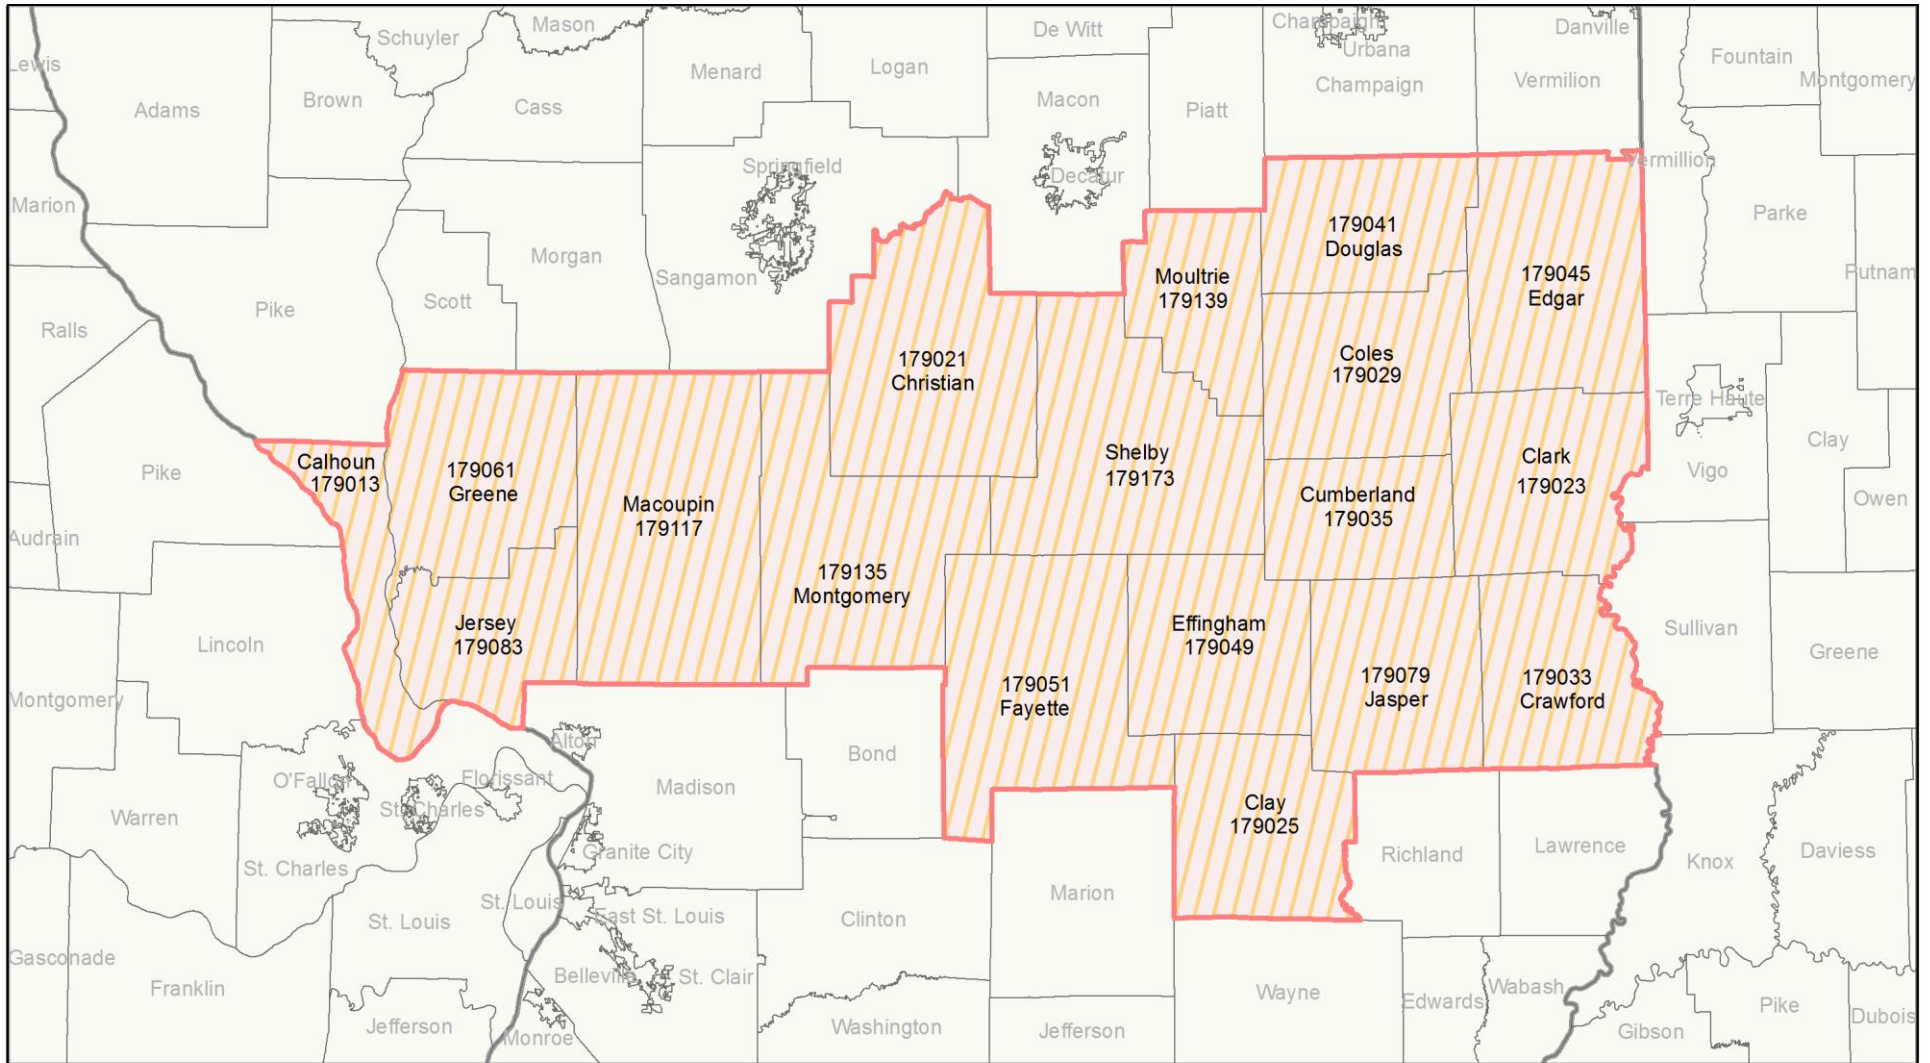 Mason
Champaign
Danville
De Witt
Schuyler
Urbana
Fountain
Lewis
Logan
Menard
Montgomery
Vermilion
Champaign
Brown
Macon
Cass
Adams
Piatt
Springfield
Vermillion
Decatur
Marion
Parke
179041
Douglas
Morgan
Putnam
Sangamon
Moultrie
179139
179045
Edgar
Scott
Pike
Ralls
179021
Christian
Coles
179029
Terre Haute
Clay
Shelby
179173
Clark
179023
Calhoun
179013
179061
Greene
Pike
Vigo
Cumberland
179035
Owen
Macoupin
179117
Audrain
179135
Montgomery
Effingham
179049
Jersey
179083
Sullivan
Lincoln
Greene
179051
Fayette
179079
Jasper
179033
Crawford
Montgomery
Alton
Bond
O'Fallon
Florissant
Madison
St. Charles
Clay
179025
Warren
Granite City
Richland
Lawrence
Daviess
Knox
St. Charles
Marion
St. Louis
St. Louis
East St. Louis
Clinton
Gasconade
Belleville
St. Clair
Franklin
Wayne
Edwards
Wabash
Pike
Dubois
Jefferson
Washington
Jefferson
Monroe
Gibson